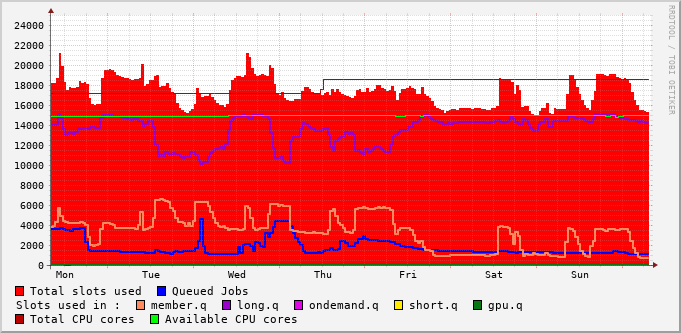 RRDTOOL / TOBI OETIKER
24000
22000
20000
18000
16000
14000
12000
10000
8000
6000
4000
2000
0
Mon Tue Wed Thu Fri Sat Sun
Total slots used Queued Jobs
Slots used in : member.q long.q ondemand.q short.q gpu.q
Total CPU cores Available CPU cores